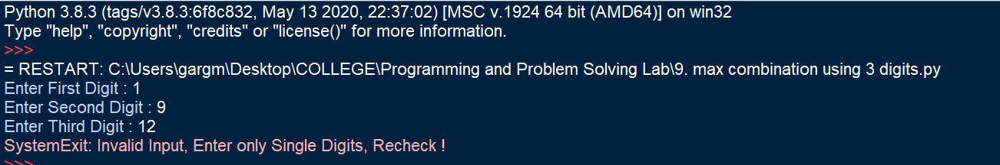 Python 3.8.3 (tags/v3.8.3:6f8c832, May 13 2020, 22:37:02) [MSC v.1924 64 bit (AMD64)] on win32
Type "help", "copyright", "credits" or "license()" for more information.
>>>
= RESTART: C:\Users\gargm\Desktop\COLLEGE\Programming and Problem Solving Lab\9. max combination using 3 digits.py
Enter First Digit : 1
Enter Second Digit : 9
Enter Third Digit : 12
SystemExit: Invalid Input, Enter only Single Digits, Recheck !
>>>